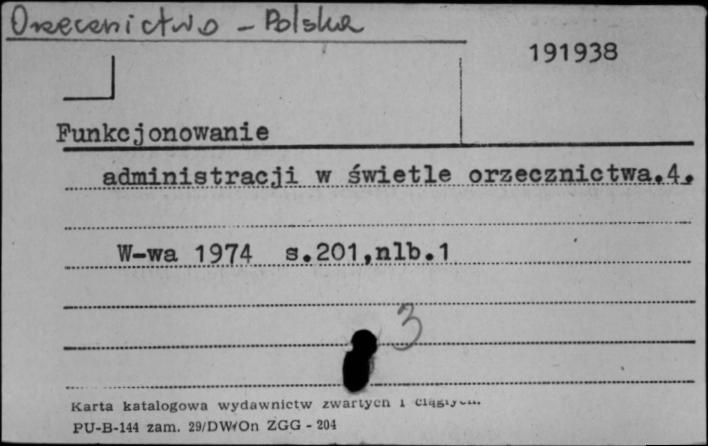 Orzecznictwo - Polska
191938
Funkcjonowanie
administracji w świetle orzecznictwa.4.
W-wa 1974 s.201,nlb.1
3
Karta katalogowa wydawnictw zwartych i ciągłych.
PU-B-144 zam. 29/DW/On ZGG - 204